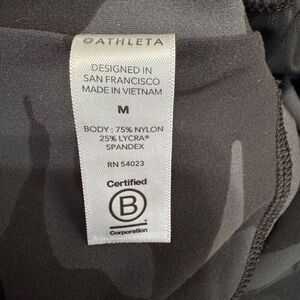 ATHLETA
DESIGNED IN
SAN FRANCISCO
MADE IN VIETNAM
M
BODY : 75% NYLON
25% LYCRA®
SPANDEX
RN 54023
Certified
B
Corporation